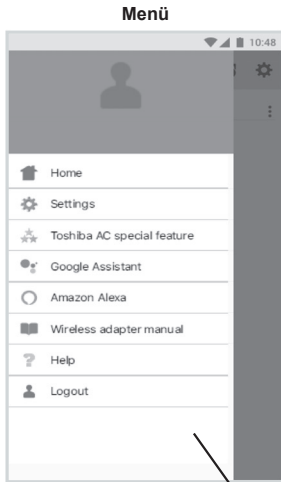 Menü
10:48
Home
Settings
Toshiba AC special feature
Google Assistant
Amazon Alexa
Wireless adapter manual
Help
Logout